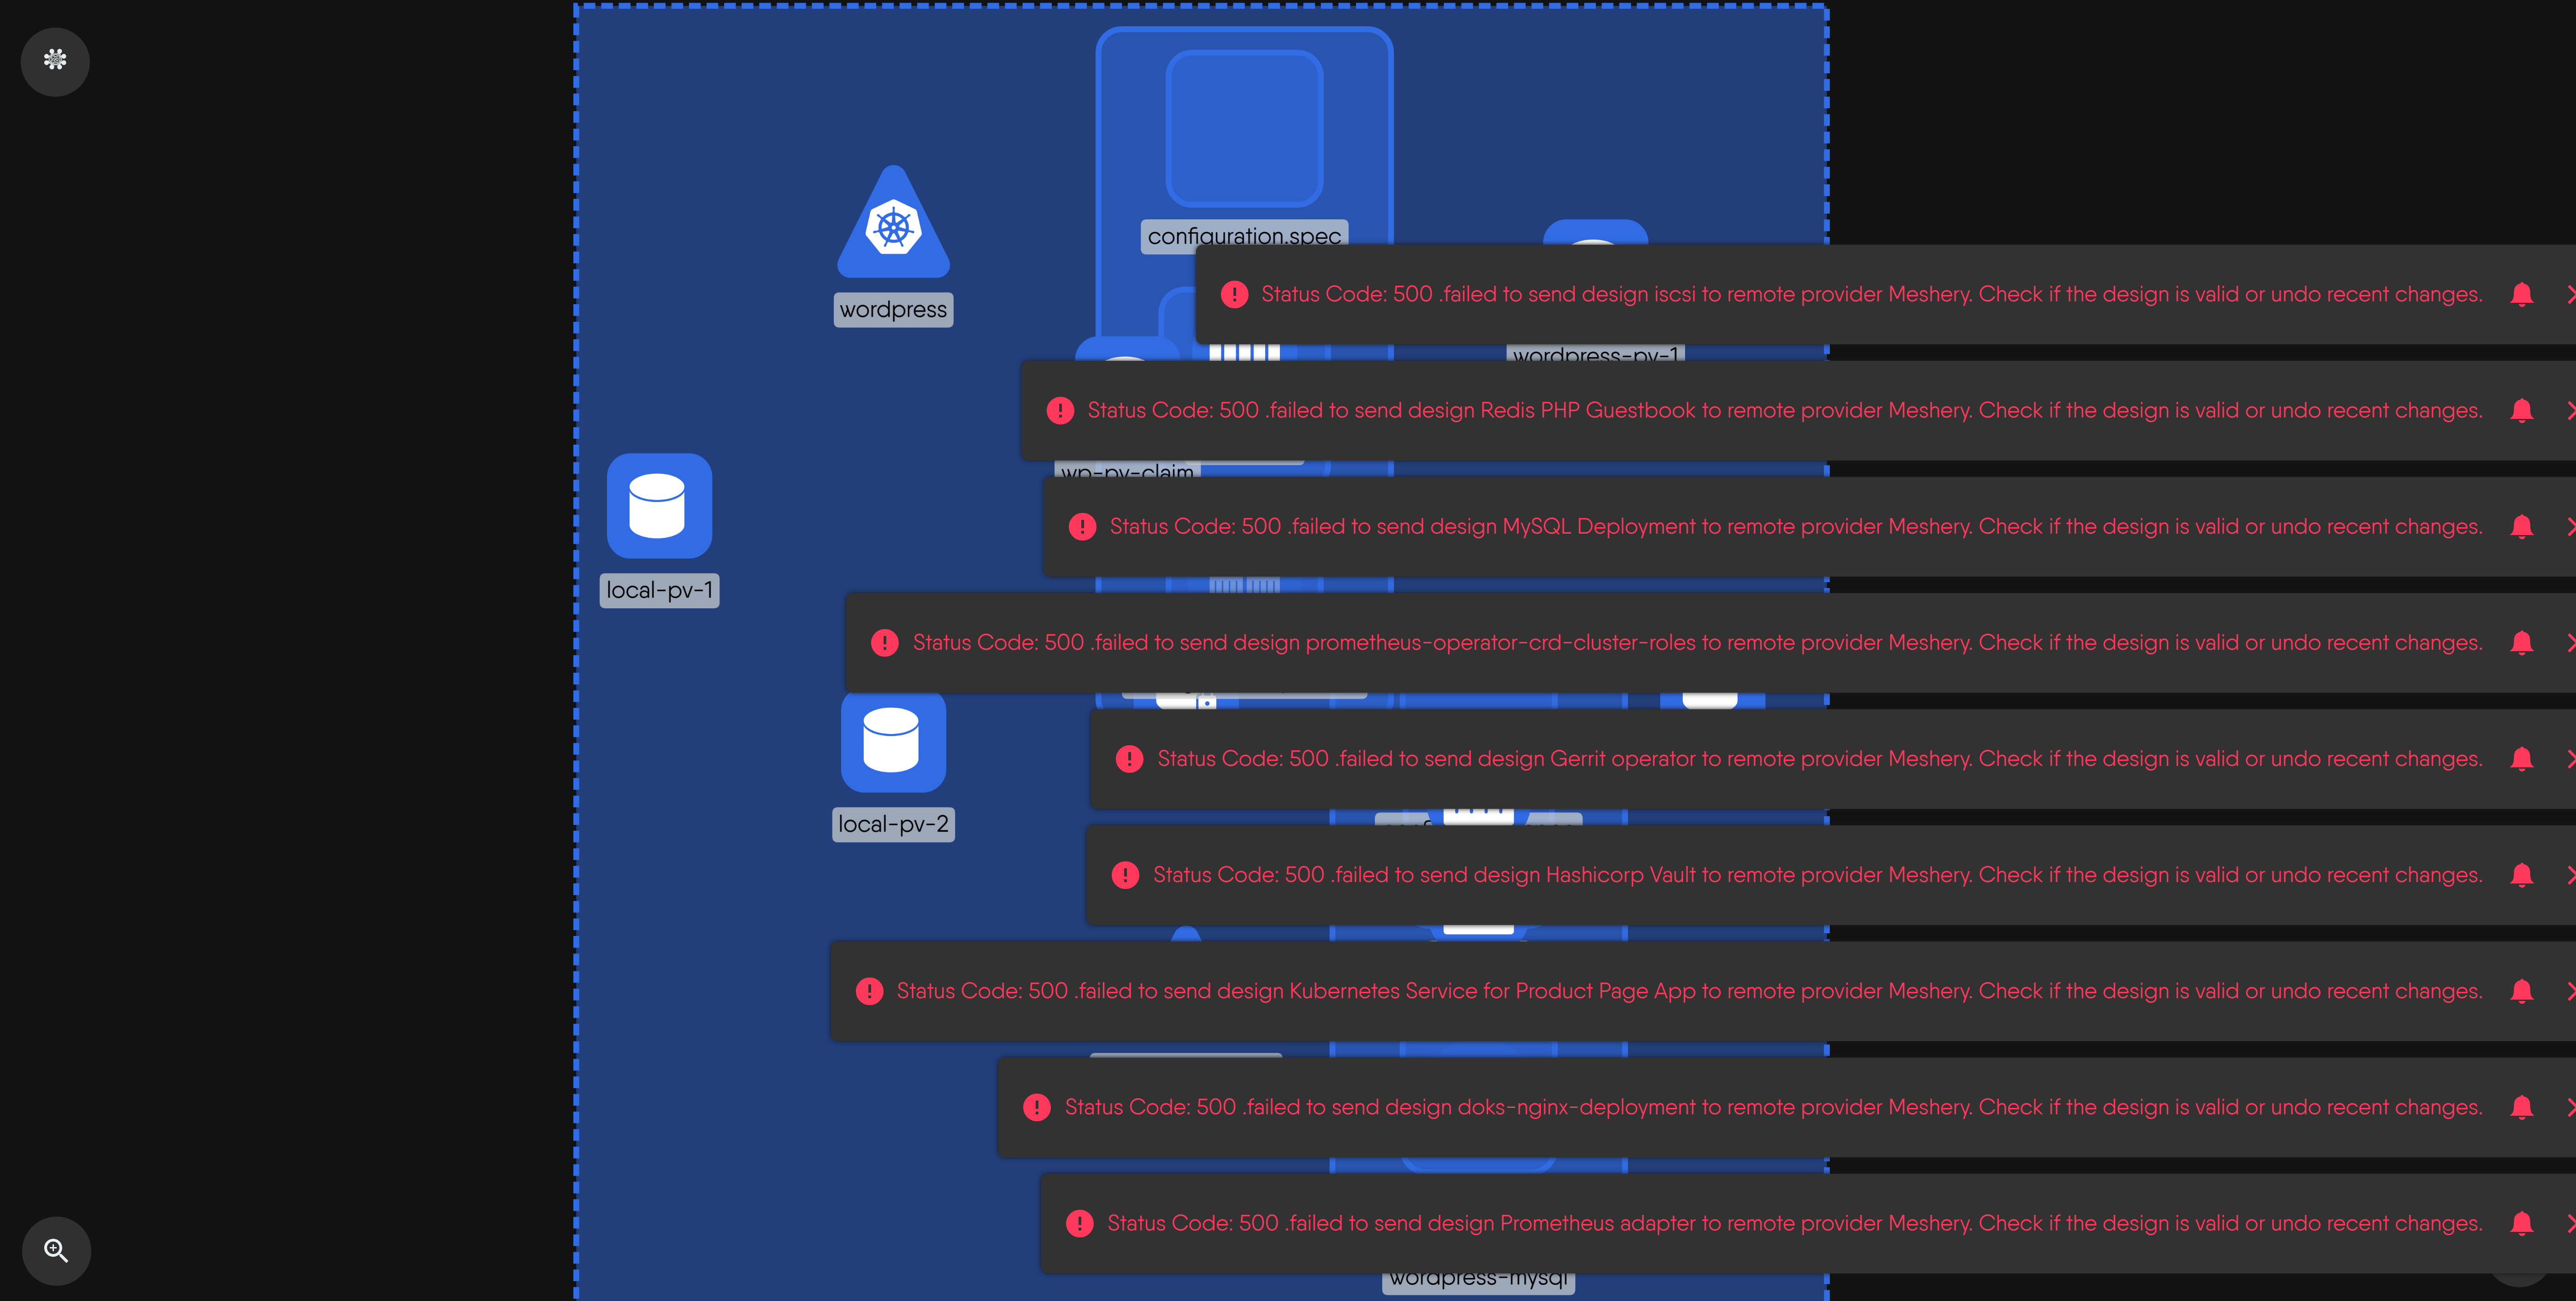 configuration.spec
wordpress
Status Code: 500 .failed to send design iscsi to remote provider Meshery. Check if the design is valid or undo recent changes.
wordpress-pv-1
Status Code: 500 .failed to send design Redis PHP Guestbook to remote provider Meshery. Check if the design is valid or undo recent changes.
wp-pv-claim
Status Code: 500 .failed to send design MySQL Deployment to remote provider Meshery. Check if the design is valid or undo recent changes.
local-pv-1
Status Code: 500 .failed to send design prometheus-operator-crd-cluster-roles to remote provider Meshery. Check if the design is valid or undo recent changes.
Status Code: 500 .failed to send design Gerrit operator to remote provider Meshery. Check if the design is valid or undo recent changes.
local-pv-2
Status Code: 500 .failed to send design Hashicorp Vault to remote provider Meshery. Check if the design is valid or undo recent changes.
Status Code: 500 .failed to send design Kubernetes Service for Product Page App to remote provider Meshery. Check if the design is valid or undo recent changes.
Status Code: 500 .failed to send design doks-nginx-deployment to remote provider Meshery. Check if the design is valid or undo recent changes.
Status Code: 500 .failed to send design Prometheus adapter to remote provider Meshery. Check if the design is valid or undo recent changes.
wordpress-mysql